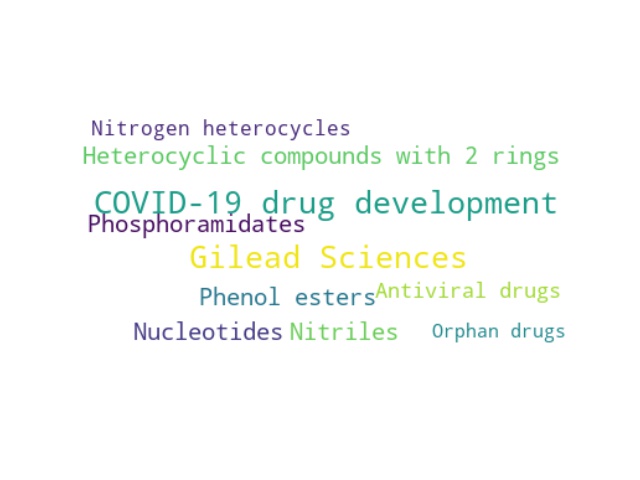 Nitrogen heterocycles
Heterocyclic compounds with 2 rings
COVID-19 drug development
Phosphoramidates
Gilead Sciences
Phenol esters Antiviral drugs
Nucleotides Nitriles Orphan drugs